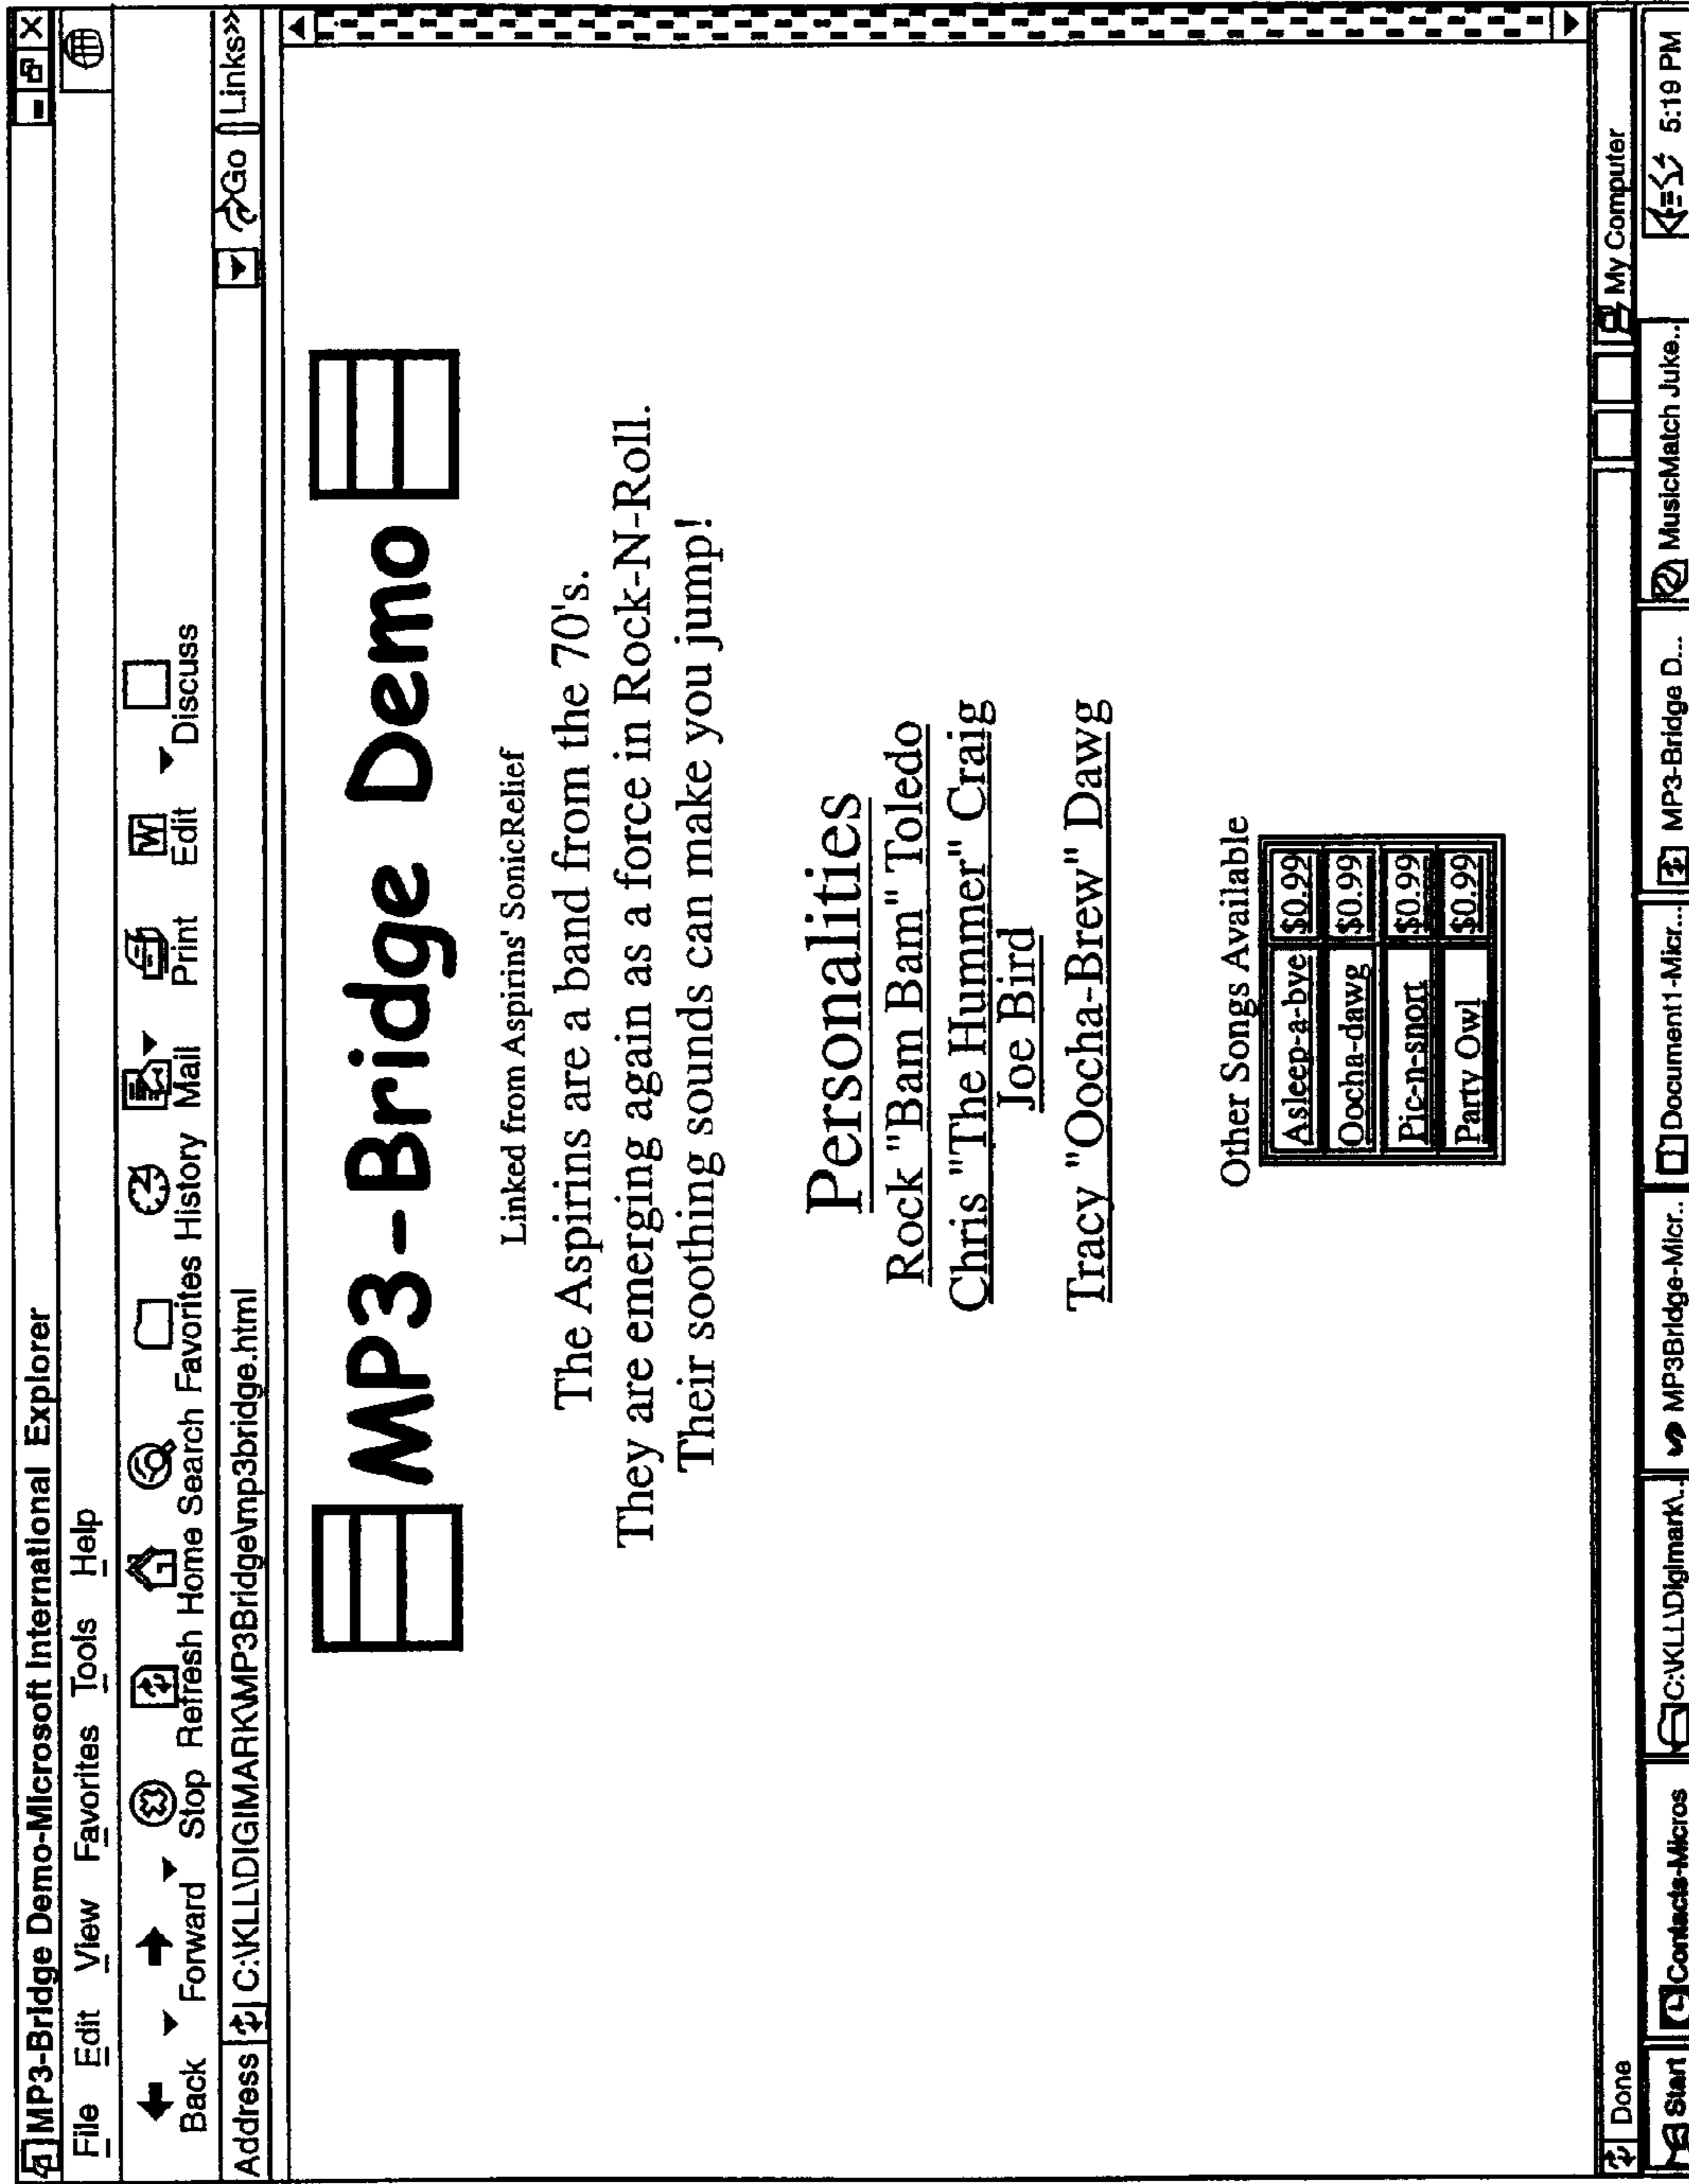 MP3-Bridge Demo-Microsoft International Explorer
File Edit View Favorites Tools Help
Back Forward Stop Refresh Home Search Favorites History Mail Print Edit Discuss
Address C:\KLL\DIGIMARK\MP3Bridge\mp3bridge.html Go Links»
MP3-Bridge Demo
Linked from Aspirins' SonicRelief
The Aspirins are a band from the 70's.
They are emerging again as a force in Rock-N-Roll.
Their soothing sounds can make you jump!
Personalities
Rock "Bam Bam" Toledo
Chris "The Hummer" Craig
Joe Bird
Tracy "Oocha-Brew" Dawg
Other Songs Available
Asleep-a-bye $0.99
Oocha-dawg $0.99
Pic-n-snort $0.99
Party Owl $0.99
Done My Computer
Start Contacts-Micros C:\KLL\Digimark\.. MP3Bridge-Micr.. Document1-Micr... MP3-Bridge D... MusicMatch Juke.. 5:19 PM